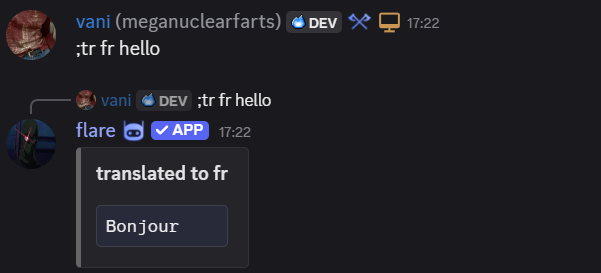 vani (meganuclearfarts) DEV 17:22
;tr fr hello
vani DEV ;tr fr hello
flare APP 17:22
translated to fr
Bonjour